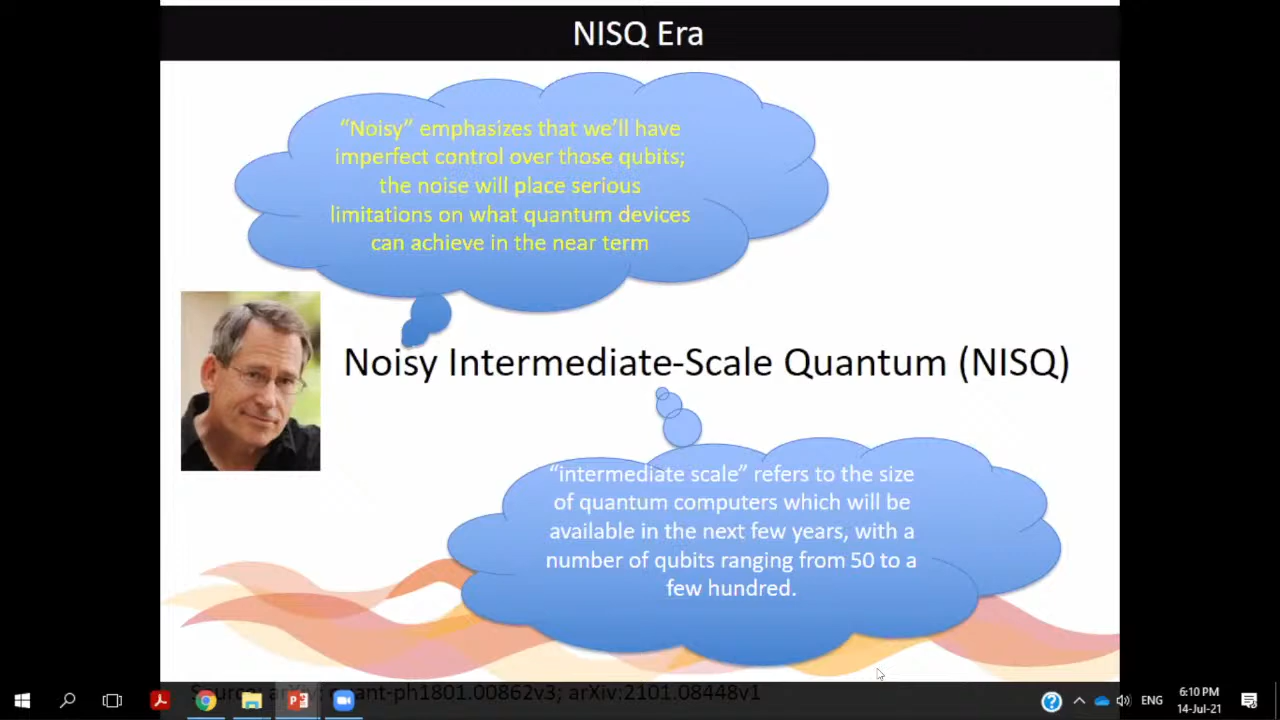 NISQ Era
“Noisy” emphasizes that we’ll have
imperfect control over those qubits;
the noise will place serious
limitations on what quantum devices
can achieve in the near term
Noisy Intermediate-Scale Quantum (NISQ)
“intermediate scale” refers to the size
of quantum computers which will be
available in the next few years, with a
number of qubits ranging from 50 to a
few hundred.
Source: arXiv: quant-ph1801.00862v3; arXiv:2101.08448v1
ENG
6:10 PM
14-Jul-21